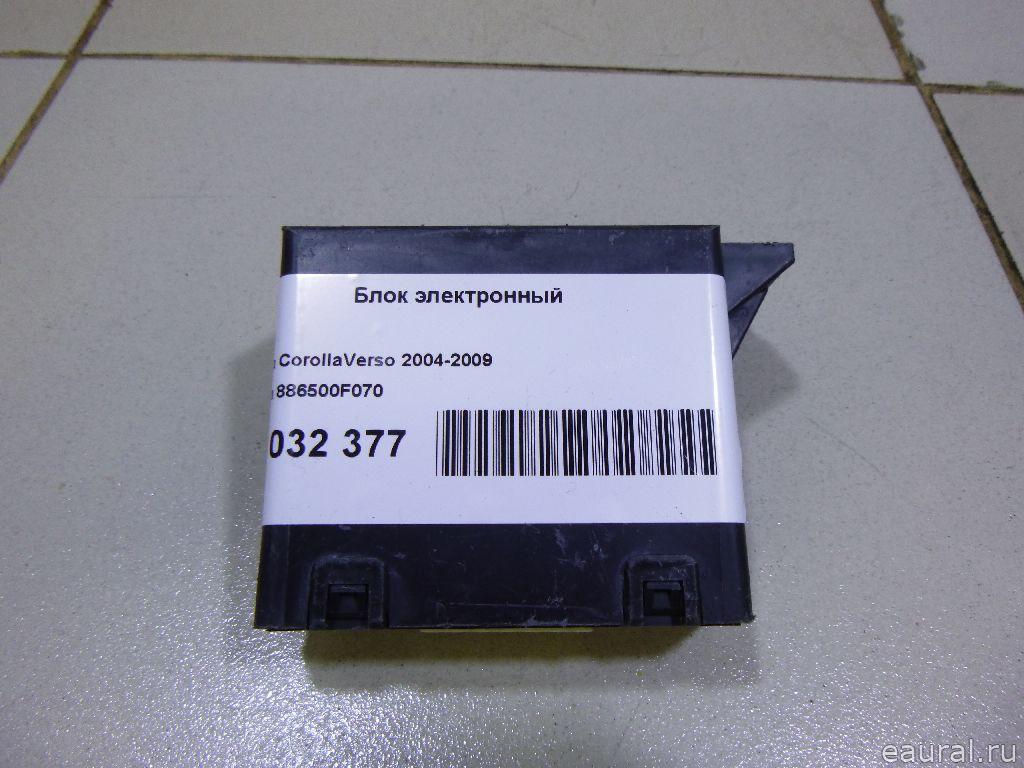 Блок электронный
CorollaVerso 2004-2009
886500F070
032 377
eaural.ru